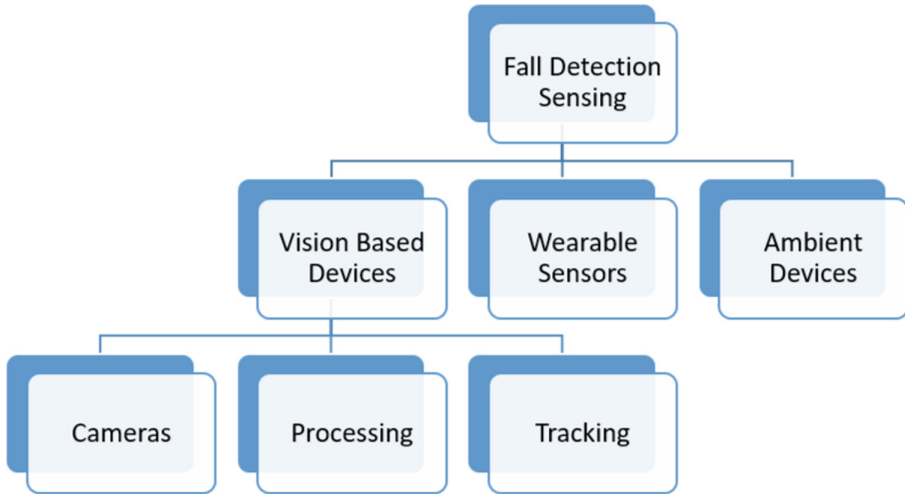 Fall Detection
Sensing
Vision Based
Devices
Wearable
Sensors
Ambient
Devices
Cameras
Processing
Tracking